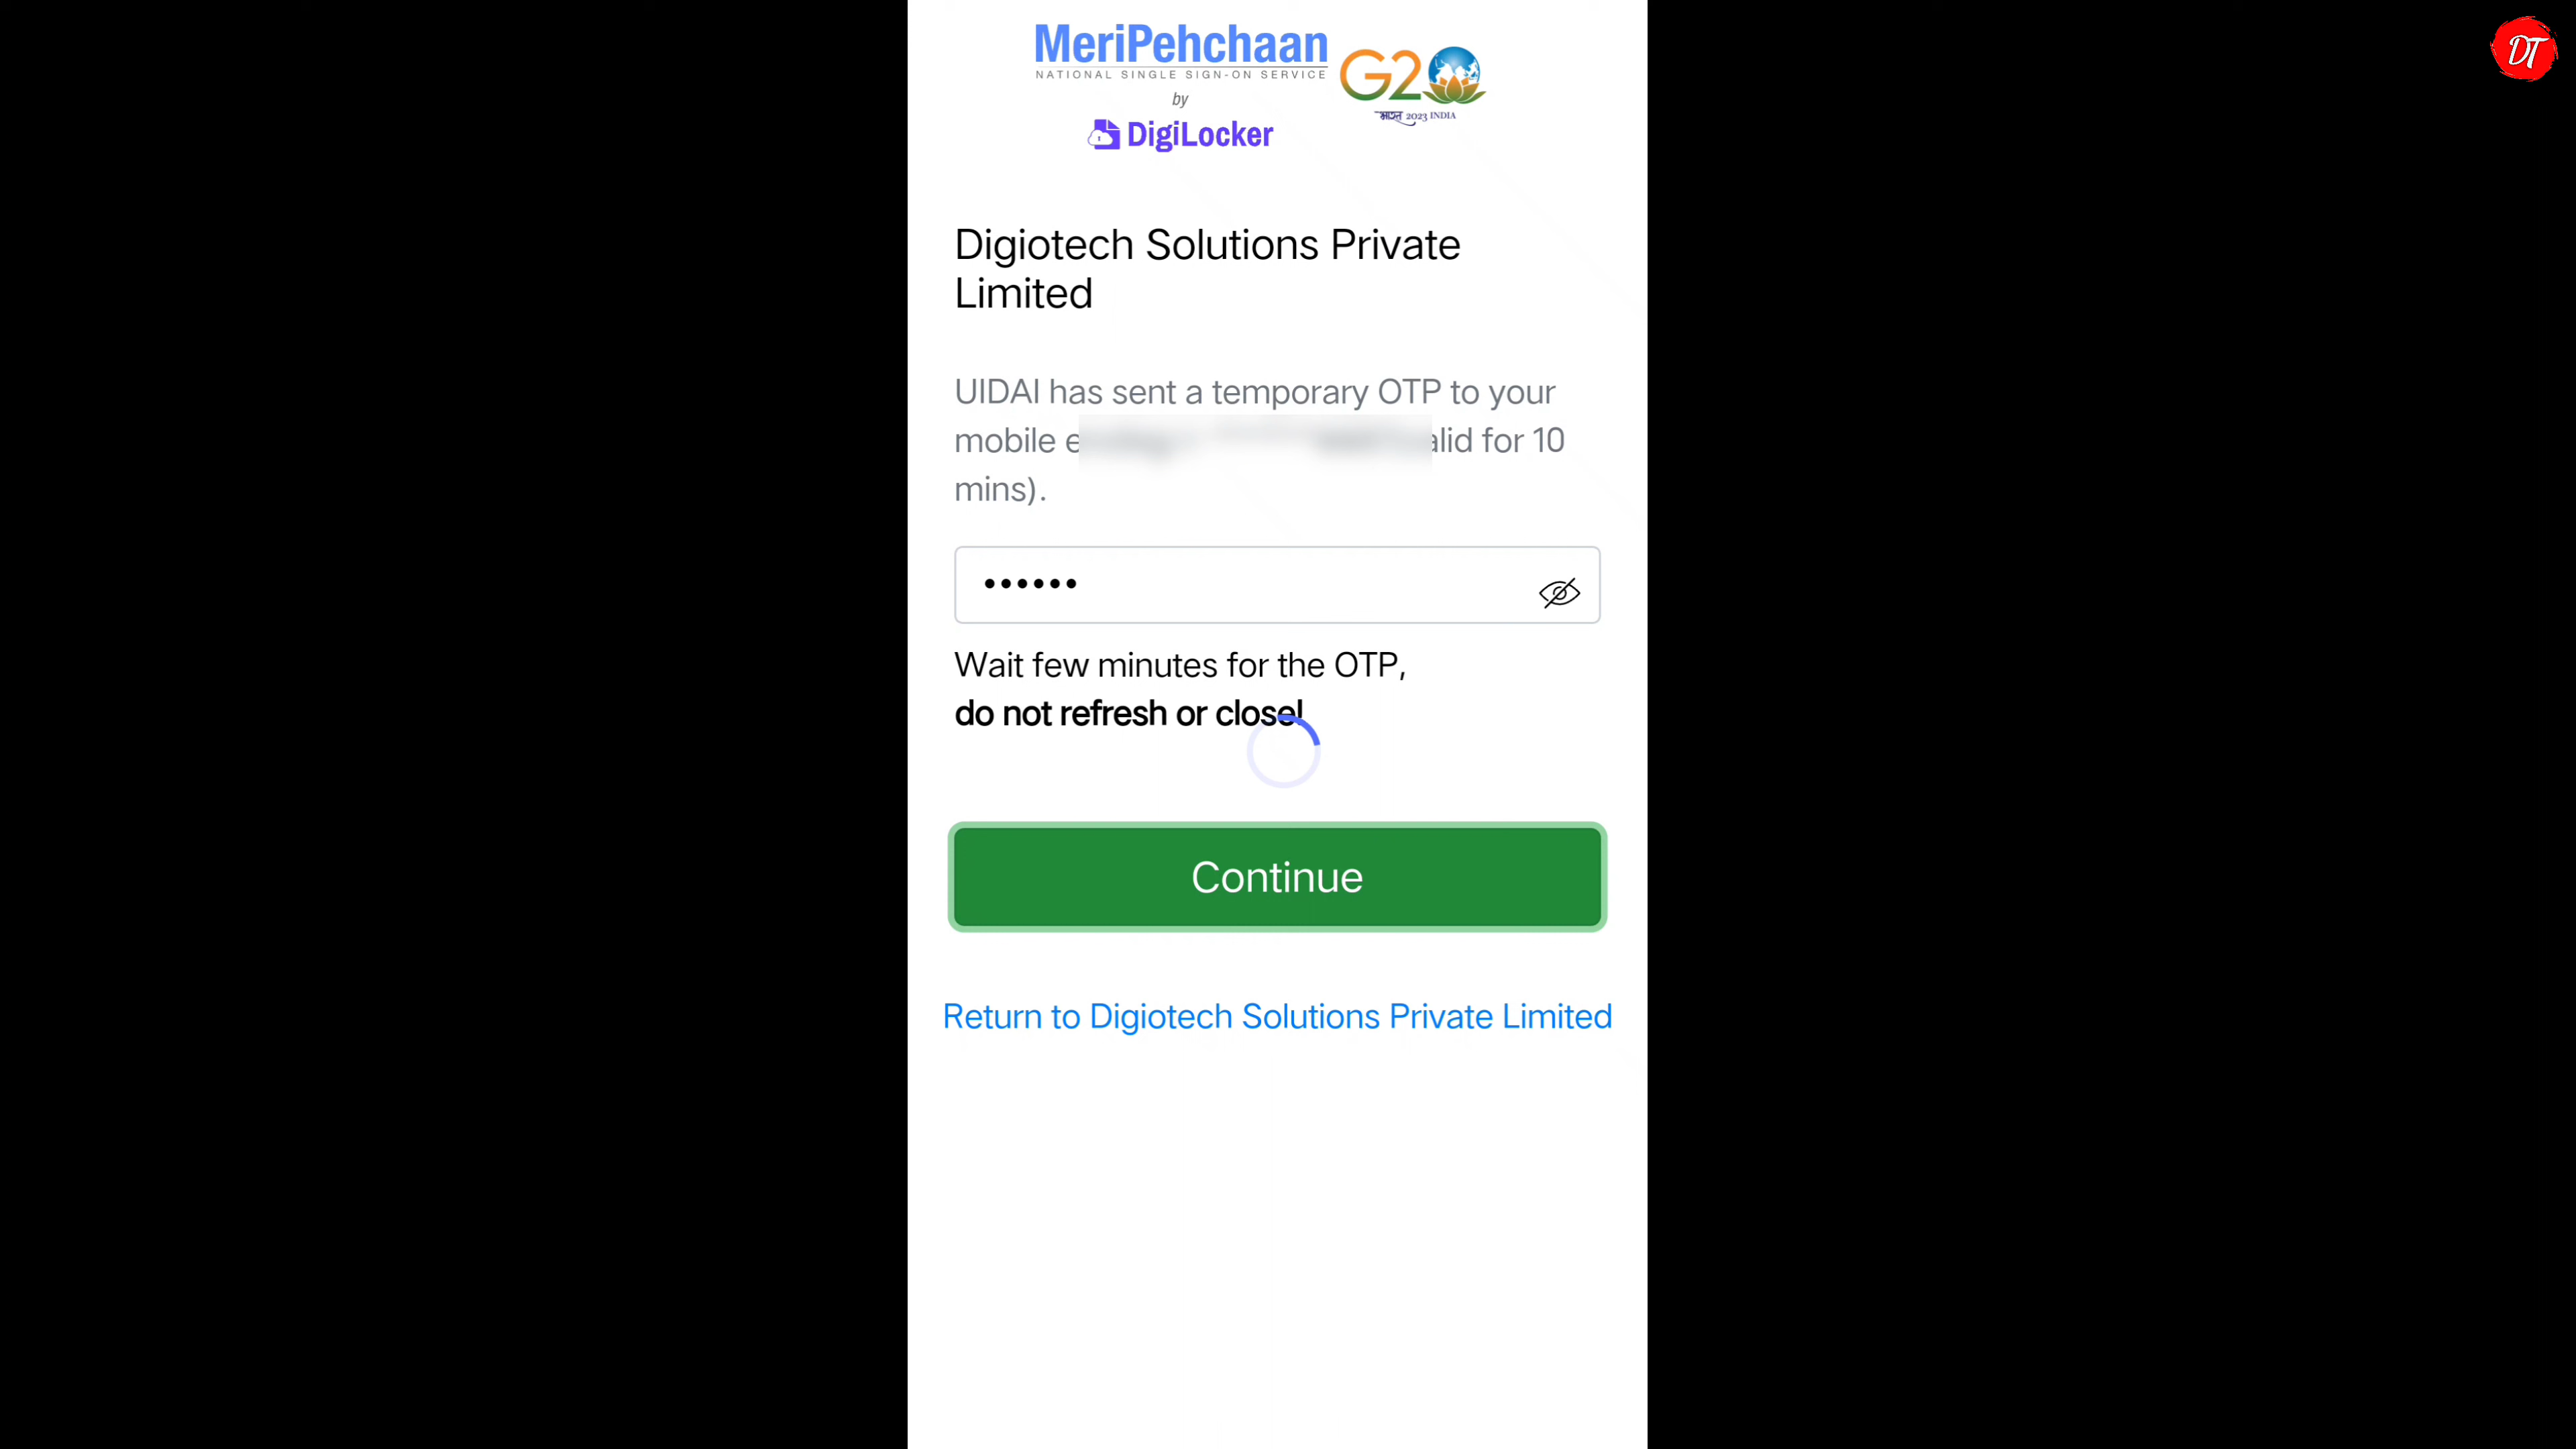 MeriPehchaan
NATIONAL SINGLE SIGN-ON SERVICE
by
DigiLocker
G20
भारत 2023 INDIA
DT
Digiotech Solutions Private
Limited
UIDAI has sent a temporary OTP to your
mobile for 10
mins).
••••••
Wait few minutes for the OTP,
do not refresh or close!
Continue
Return to Digiotech Solutions Private Limited